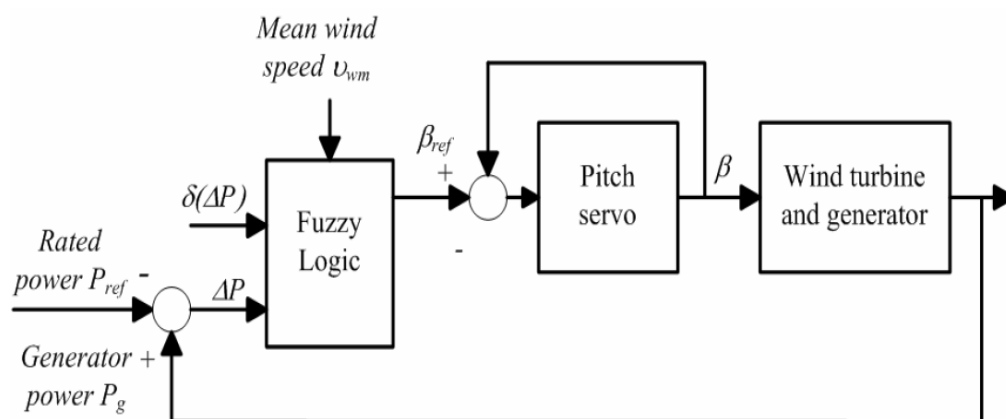 Mean wind
speed υwm
βref
+
δ(ΔP)
Fuzzy
Logic
Pitch
servo
β
Wind turbine
and generator
-
Rated
power Pref -
ΔP
Generator +
power Pg